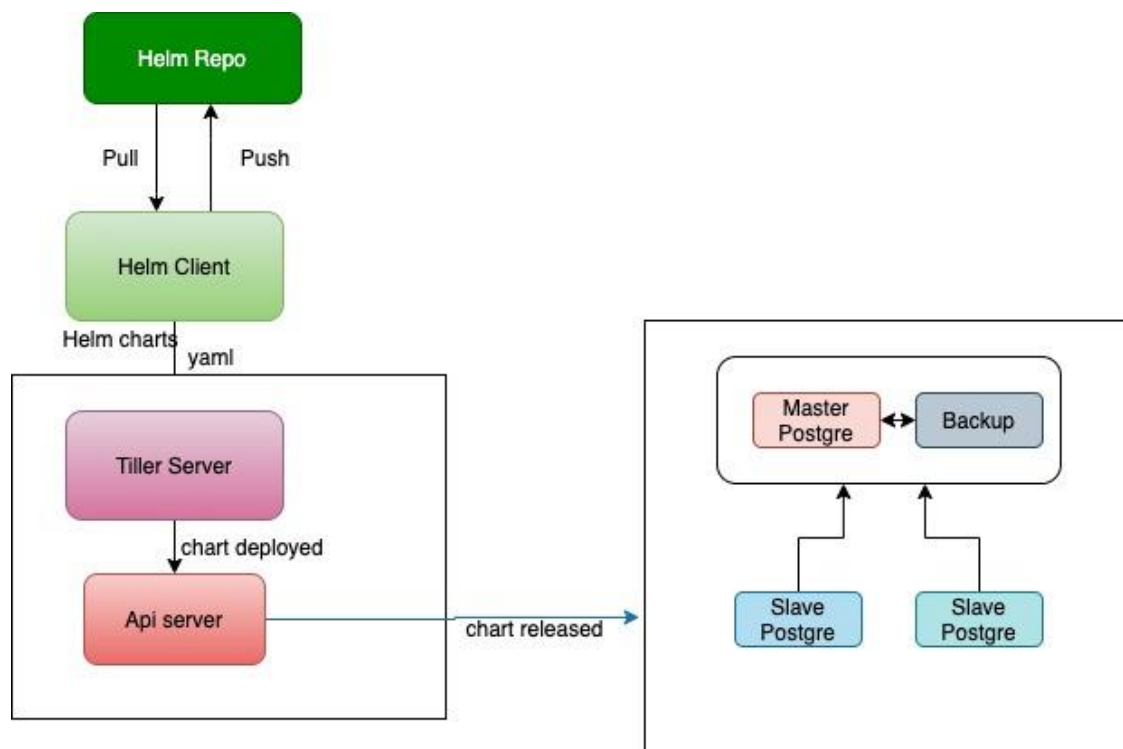 Helm Repo
Pull
Push
Helm Client
Helm charts
yaml
Tiller Server
chart deployed
Api server
chart released
Master
Postgre
Backup
Slave
Postgre
Slave
Postgre